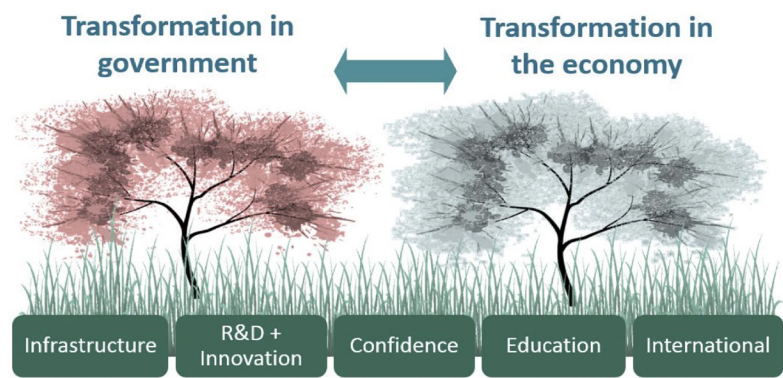 Transformation in
government
Transformation in
the economy
Infrastructure
R&D +
Innovation
Confidence
Education
International